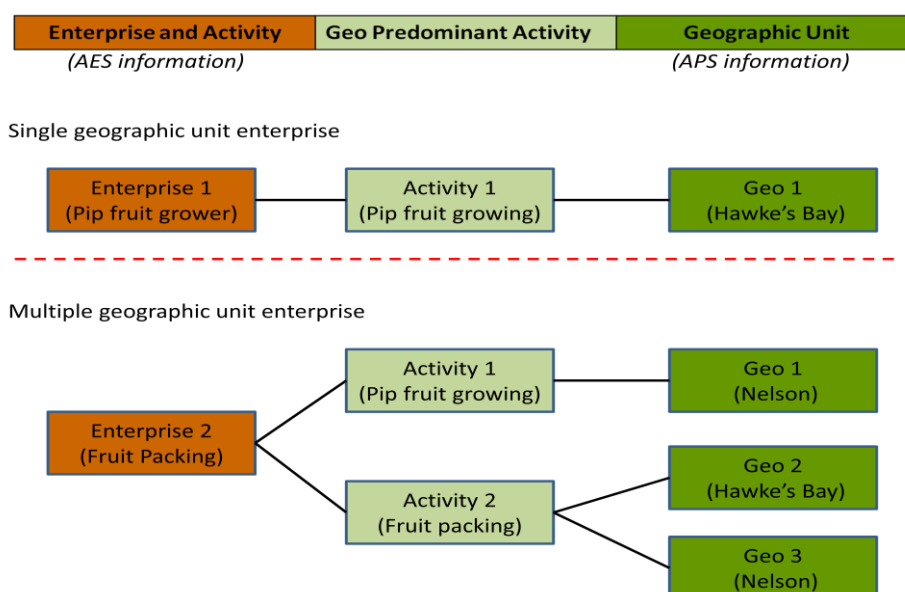 Enterprise and Activity
Geo Predominant Activity
Geographic Unit
(AES information)
(APS information)
Single geographic unit enterprise
Enterprise 1
(Pip fruit grower)
Activity 1
(Pip fruit growing)
Geo 1
(Hawke's Bay)
Multiple geographic unit enterprise
Enterprise 2
(Fruit Packing)
Activity 1
(Pip fruit growing)
Geo 1
(Nelson)
Activity 2
(Fruit packing)
Geo 2
(Hawke's Bay)
Geo 3
(Nelson)